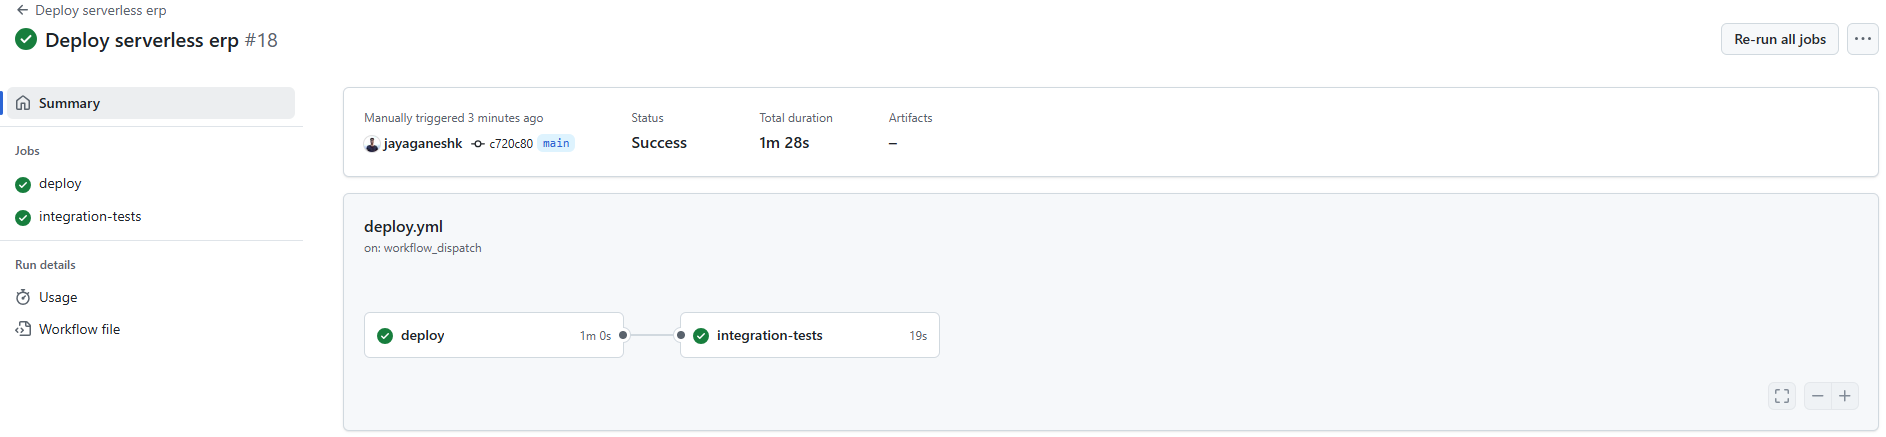 Deploy serverless erp
Deploy serverless erp #18
Re-run all jobs
Summary
Jobs
deploy
integration-tests
Run details
Usage
Workflow file
Manually triggered 3 minutes ago
jayaganeshk c720c80 main
Status
Success
Total duration
1m 28s
Artifacts
–
deploy.yml
on: workflow_dispatch
deploy 1m 0s
integration-tests 19s